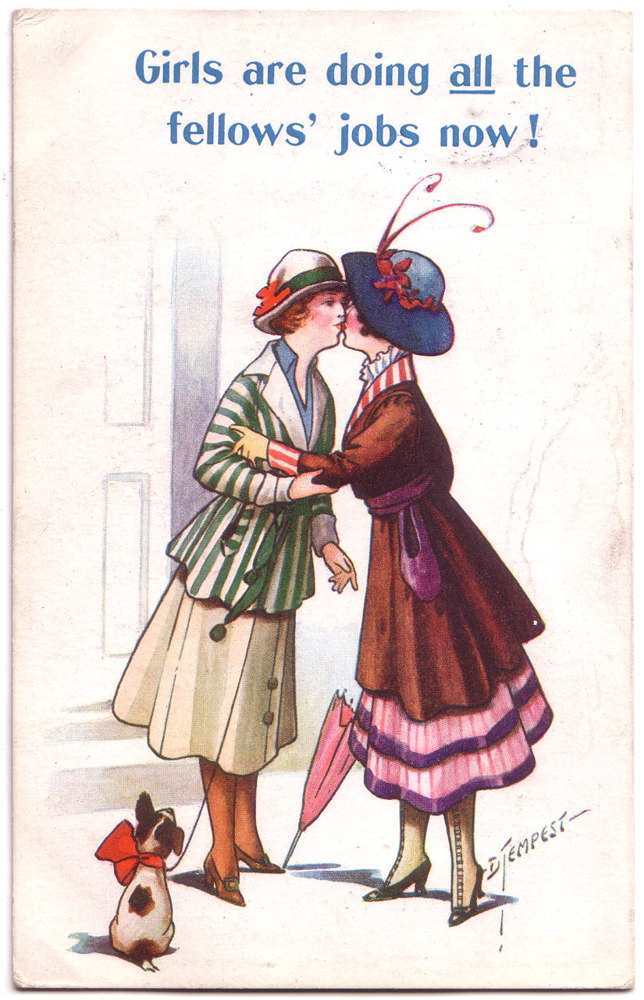 Girls are doing all the
fellows' jobs now!
D TEMPEST